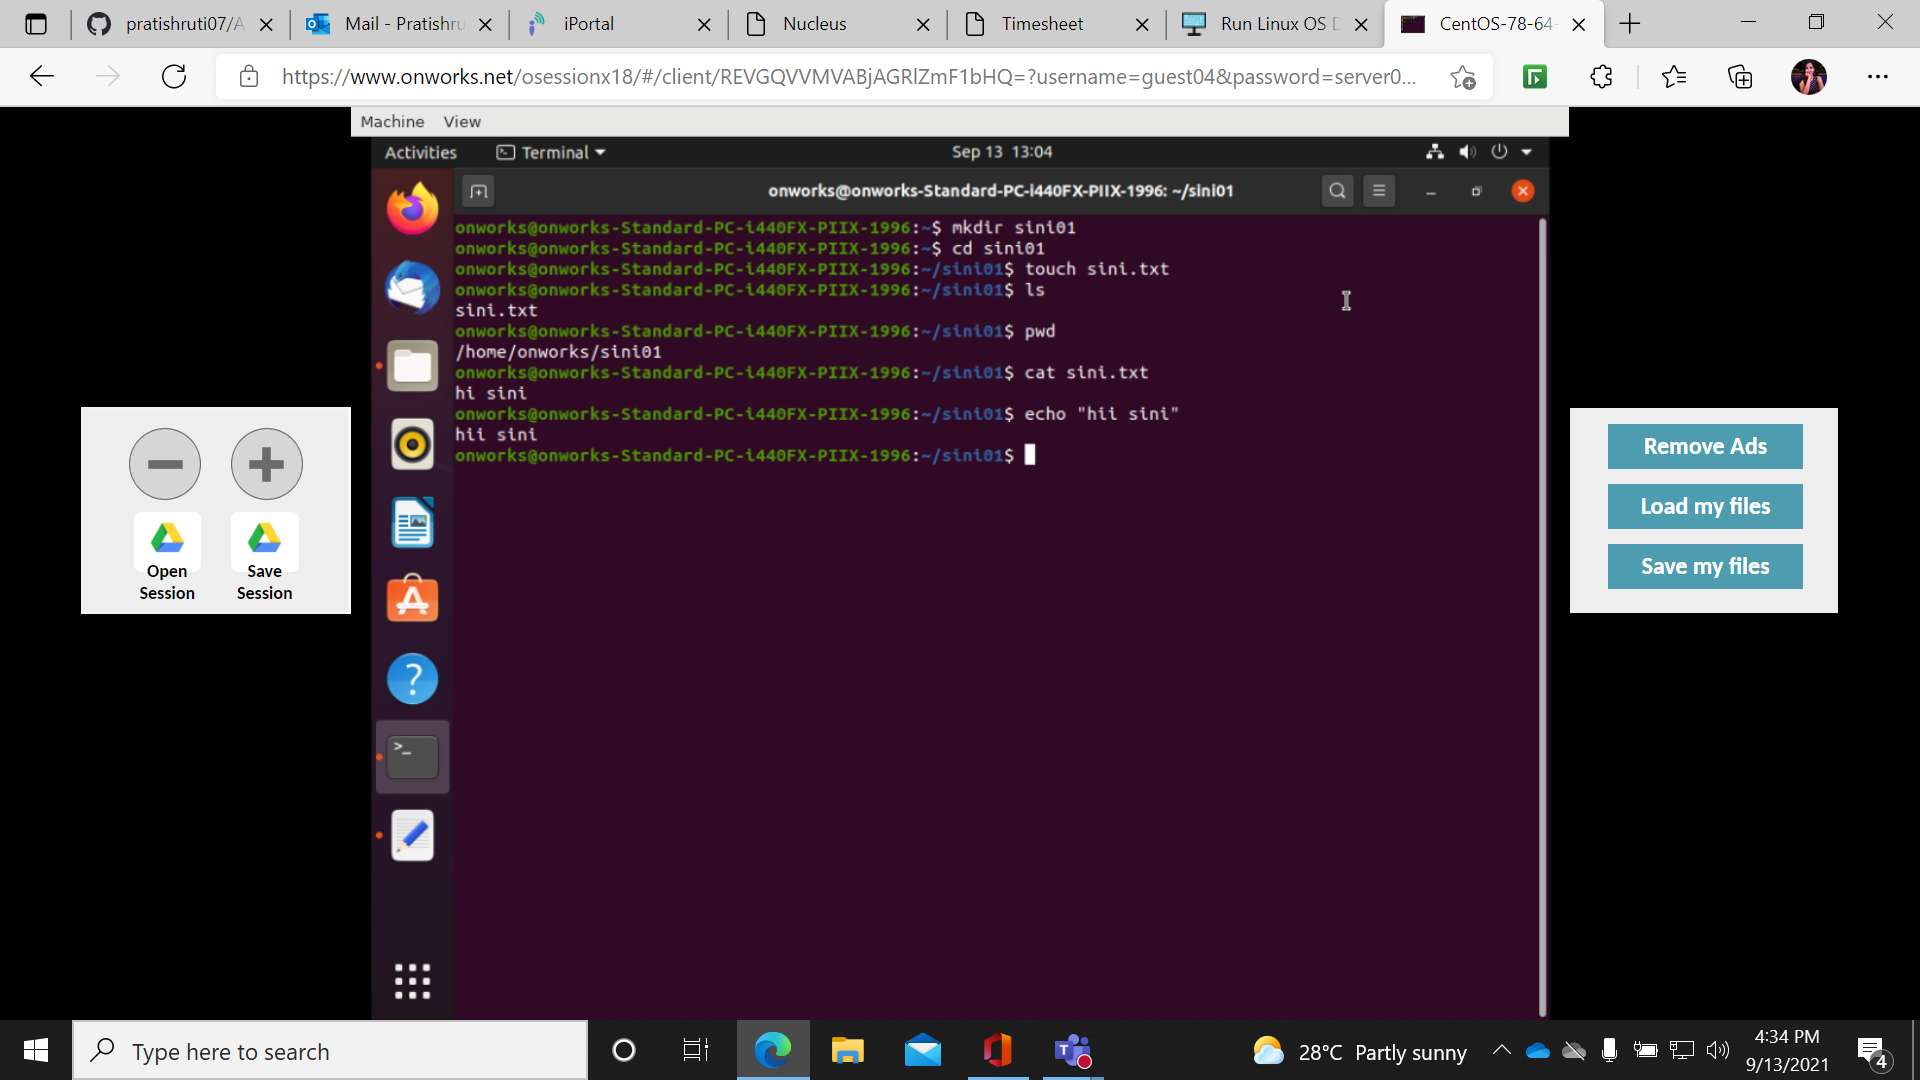 pratishruti07/A
Mail - Pratishru
iPortal
Nucleus
Timesheet
Run Linux OS D
CentOS-78-64-
https://www.onworks.net/osessionx18/#/client/REVGQVVMVABjAGRlZmF1bHQ=?username=guest04&password=server0...
Machine View
Activities Terminal Sep 13 13:04
onworks@onworks-Standard-PC-i440FX-PIIX-1996: ~/sini01
onworks@onworks-Standard-PC-i440FX-PIIX-1996:~$ mkdir sini01
onworks@onworks-Standard-PC-i440FX-PIIX-1996:~$ cd sini01
onworks@onworks-Standard-PC-i440FX-PIIX-1996:~/sini01$ touch sini.txt
onworks@onworks-Standard-PC-i440FX-PIIX-1996:~/sini01$ ls
sini.txt
onworks@onworks-Standard-PC-i440FX-PIIX-1996:~/sini01$ pwd
/home/onworks/sini01
onworks@onworks-Standard-PC-i440FX-PIIX-1996:~/sini01$ cat sini.txt
hi sini
onworks@onworks-Standard-PC-i440FX-PIIX-1996:~/sini01$ echo "hii sini"
hii sini
onworks@onworks-Standard-PC-i440FX-PIIX-1996:~/sini01$
Open
Session
Save
Session
Remove Ads
Load my files
Save my files
Type here to search
28°C Partly sunny
4:34 PM
9/13/2021
4